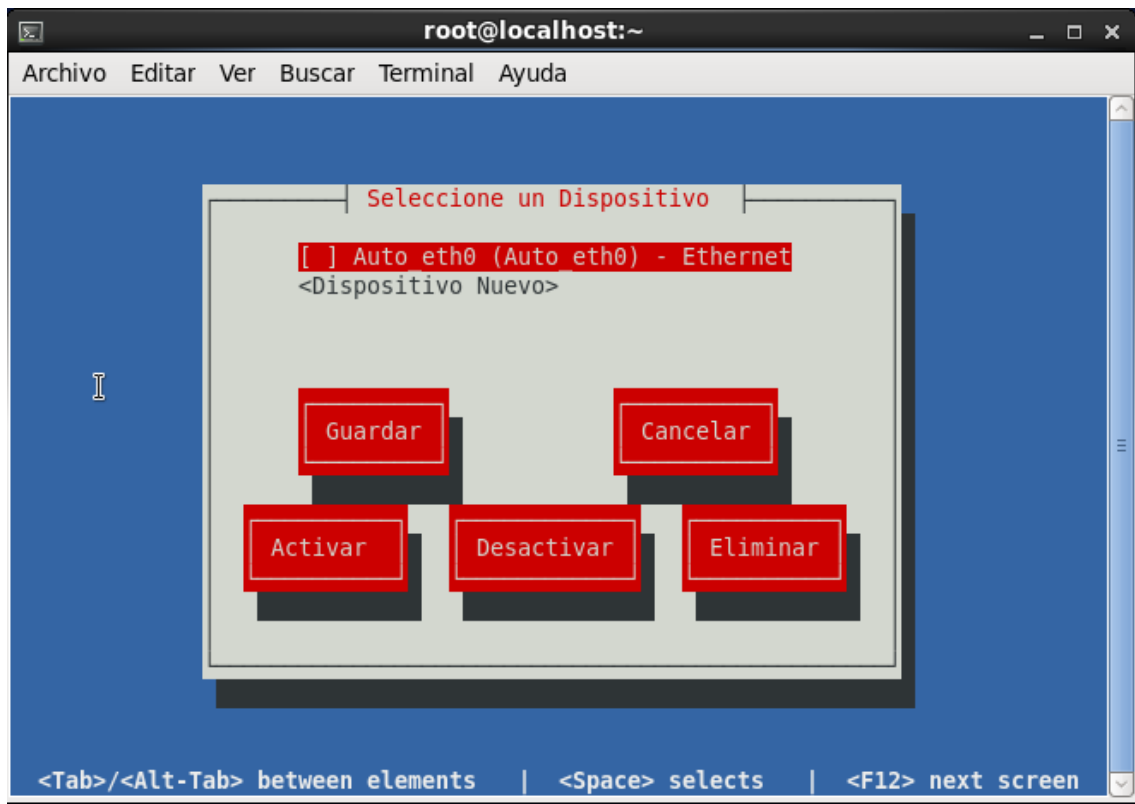 root@localhost:~
Archivo Editar Ver Buscar Terminal Ayuda
Seleccione un Dispositivo
[ ] Auto_eth0 (Auto_eth0) - Ethernet
<Dispositivo Nuevo>
Guardar Cancelar
Activar Desactivar Eliminar
<Tab>/<Alt-Tab> between elements | <Space> selects | <F12> next screen